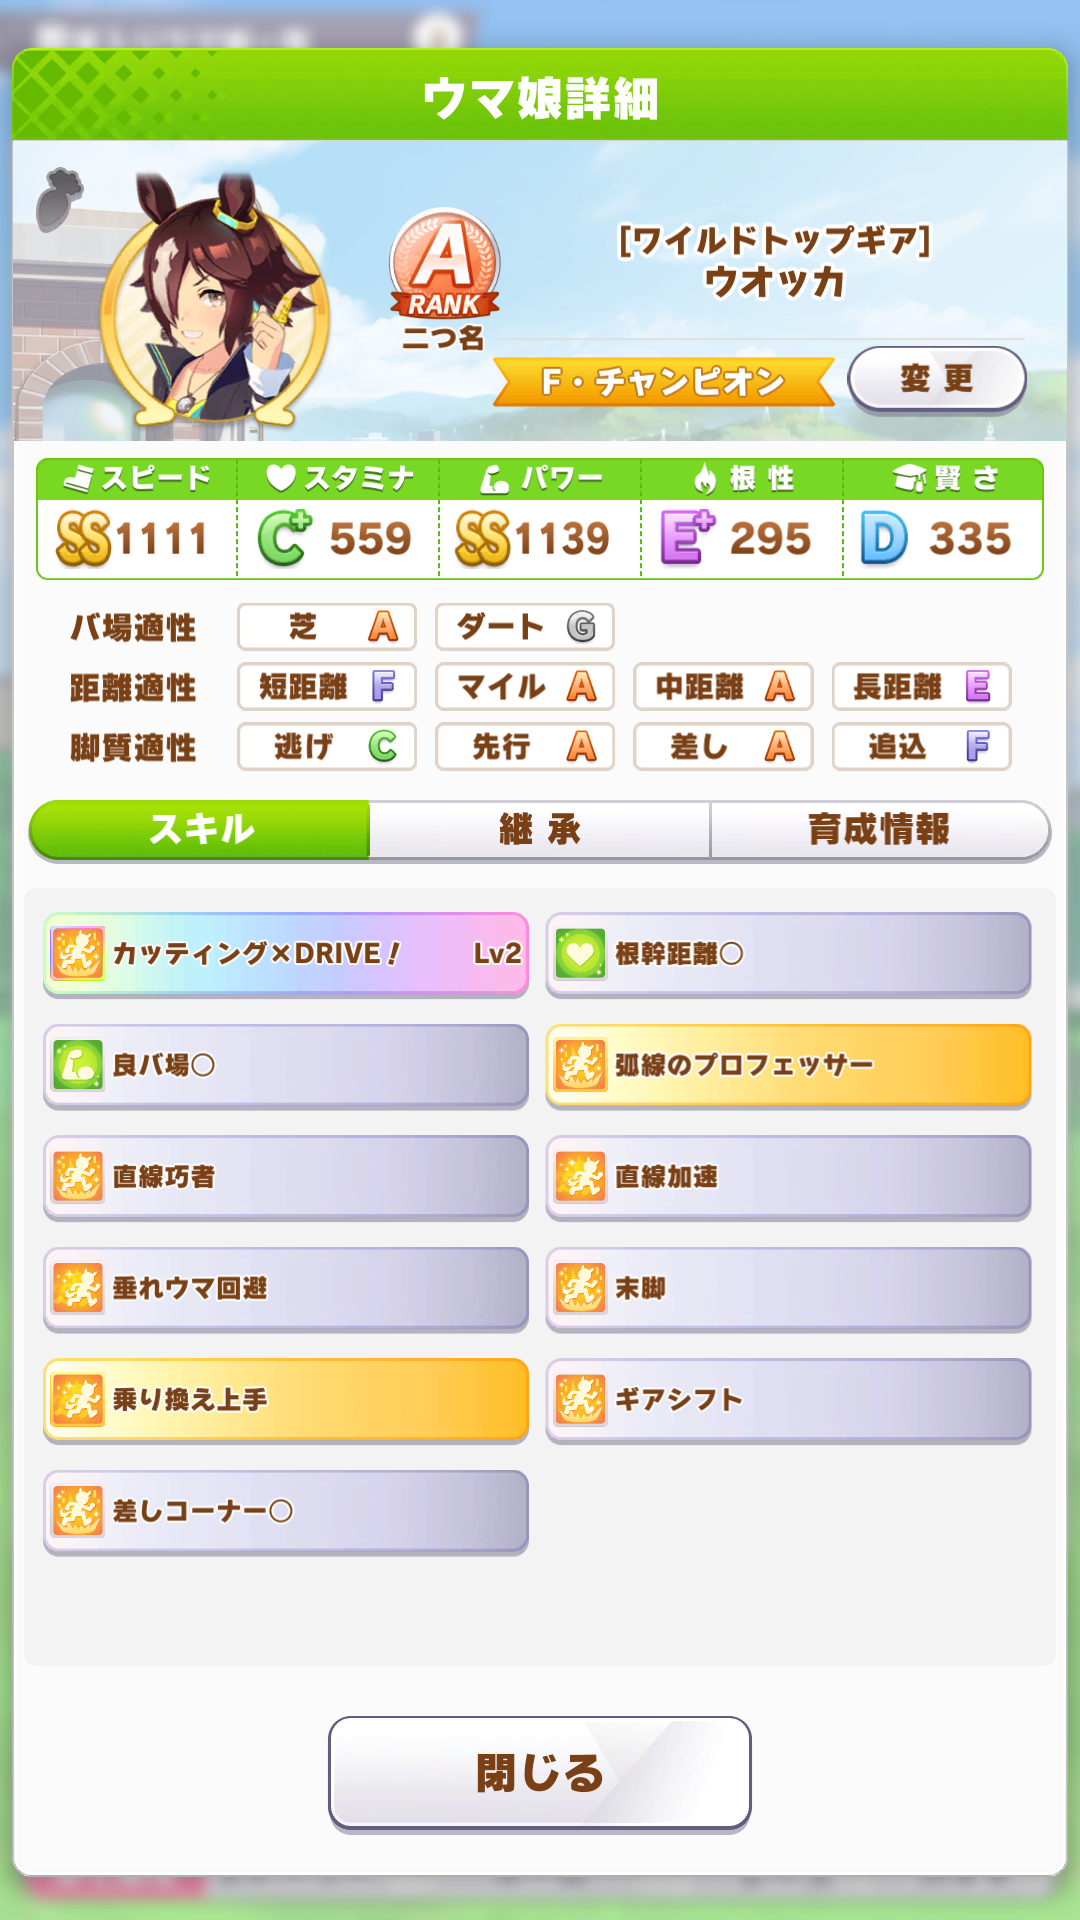 ウマ娘詳細
A
RANK
[ワイルドトップギア]
ウオッカ
二つ名
F・チャンピオン
変更
スピード スタミナ パワー 根性 賢さ
SS 1111 C+ 559 SS 1139 E+ 295 D 335
バ場適性 芝 A ダート G
距離適性 短距離 F マイル A 中距離 A 長距離 E
脚質適性 逃げ C 先行 A 差し A 追込 F
スキル 継承 育成情報
カッティング×DRIVE! Lv2 根幹距離○
良バ場○ 弧線のプロフェッサー
直線巧者 直線加速
垂れウマ回避 末脚
乗り換え上手 ギアシフト
差しコーナー○
閉じる